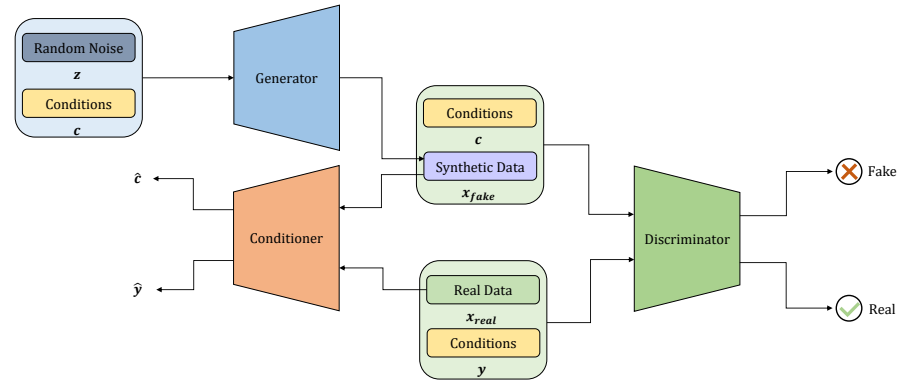 Random Noise
z
Conditions
c
Generator
Conditions
c
Synthetic Data
x_fake
Fake
ĉ
Conditioner
Discriminator
ŷ
Real Data
x_real
Conditions
y
Real